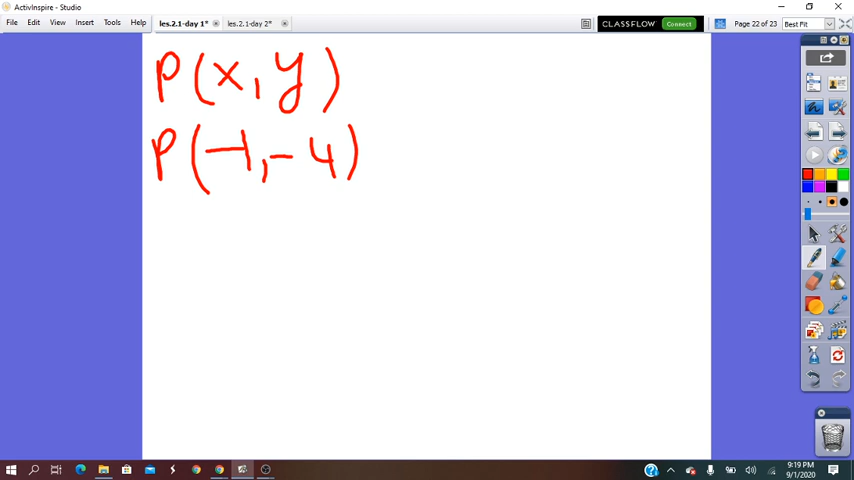 ActivInspire - Studio
File Edit View Insert Tools Help
les.2.1-day 1*
les.2.1-day 2*
CLASSFLOW
Connect
Page 22 of 23
Best Fit
P(x, y)
P(-1, -4)
9:19 PM
9/1/2020